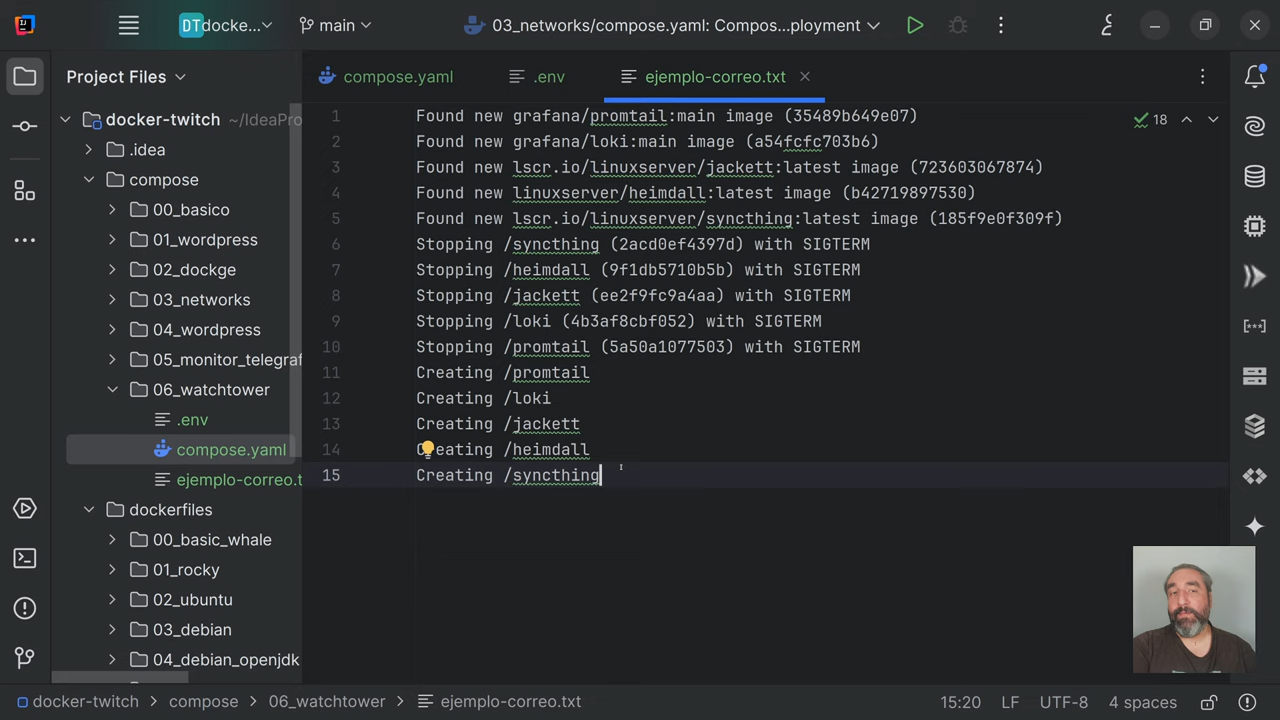 DT docke...
main
03_networks/compose.yaml: Compos...ployment
Project Files
compose.yaml
.env
ejemplo-correo.txt
docker-twitch ~/IdeaPro
.idea
compose
00_basico
01_wordpress
02_dockge
03_networks
04_wordpress
05_monitor_telegraf
06_watchtower
.env
compose.yaml
ejemplo-correo.t
dockerfiles
00_basic_whale
01_rocky
02_ubuntu
03_debian
04_debian_openjdk
18
1 Found new grafana/promtail:main image (35489b649e07)
2 Found new grafana/loki:main image (a54fcfc703b6)
3 Found new lscr.io/linuxserver/jackett:latest image (723603067874)
4 Found new linuxserver/heimdall:latest image (b42719897530)
5 Found new lscr.io/linuxserver/syncthing:latest image (185f9e0f309f)
6 Stopping /syncthing (2acd0ef4397d) with SIGTERM
7 Stopping /heimdall (9f1db5710b5b) with SIGTERM
8 Stopping /jackett (ee2f9fc9a4aa) with SIGTERM
9 Stopping /loki (4b3af8cbf052) with SIGTERM
10 Stopping /promtail (5a50a1077503) with SIGTERM
11 Creating /promtail
12 Creating /loki
13 Creating /jackett
14 Creating /heimdall
15 Creating /syncthing
docker-twitch > compose > 06_watchtower > ejemplo-correo.txt
15:20 LF UTF-8 4 spaces